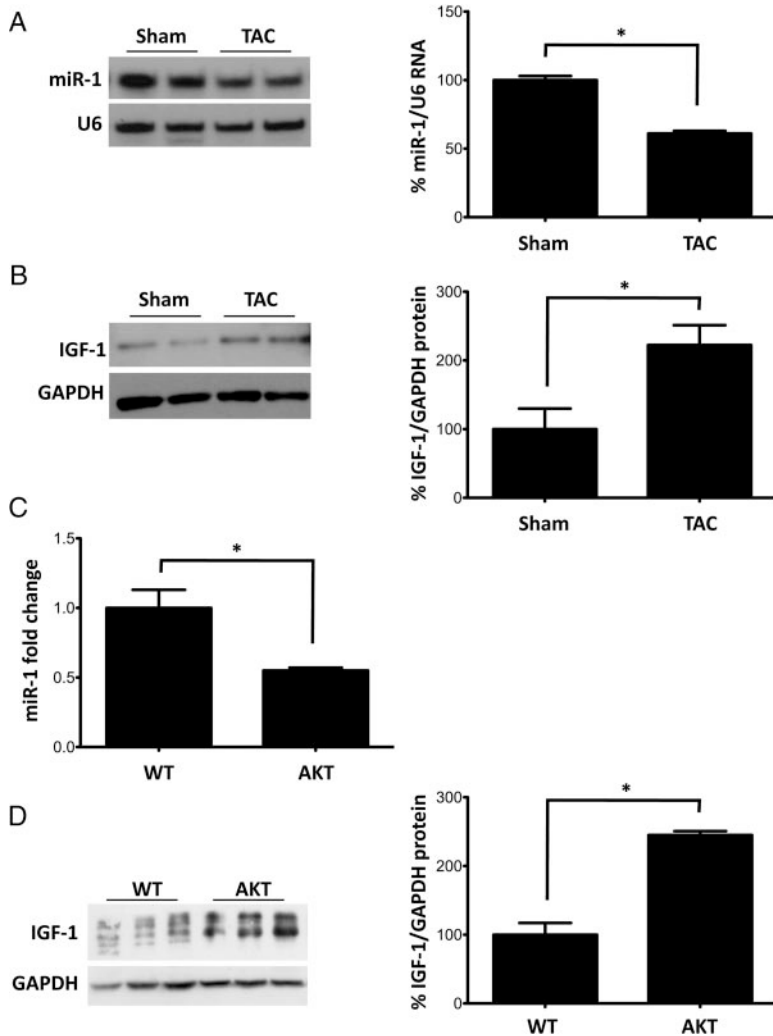 A
Sham TAC
miR-1
U6
% miR-1/U6 RNA
150
100
50
0
*
Sham TAC
B
Sham TAC
IGF-1
GAPDH
% IGF-1/GAPDH protein
300
200
100
0
*
Sham TAC
C
miR-1 fold change
1.5
1.0
0.5
0.0
*
WT AKT
D
WT AKT
IGF-1
GAPDH
% IGF-1/GAPDH protein
300
200
100
0
*
WT AKT